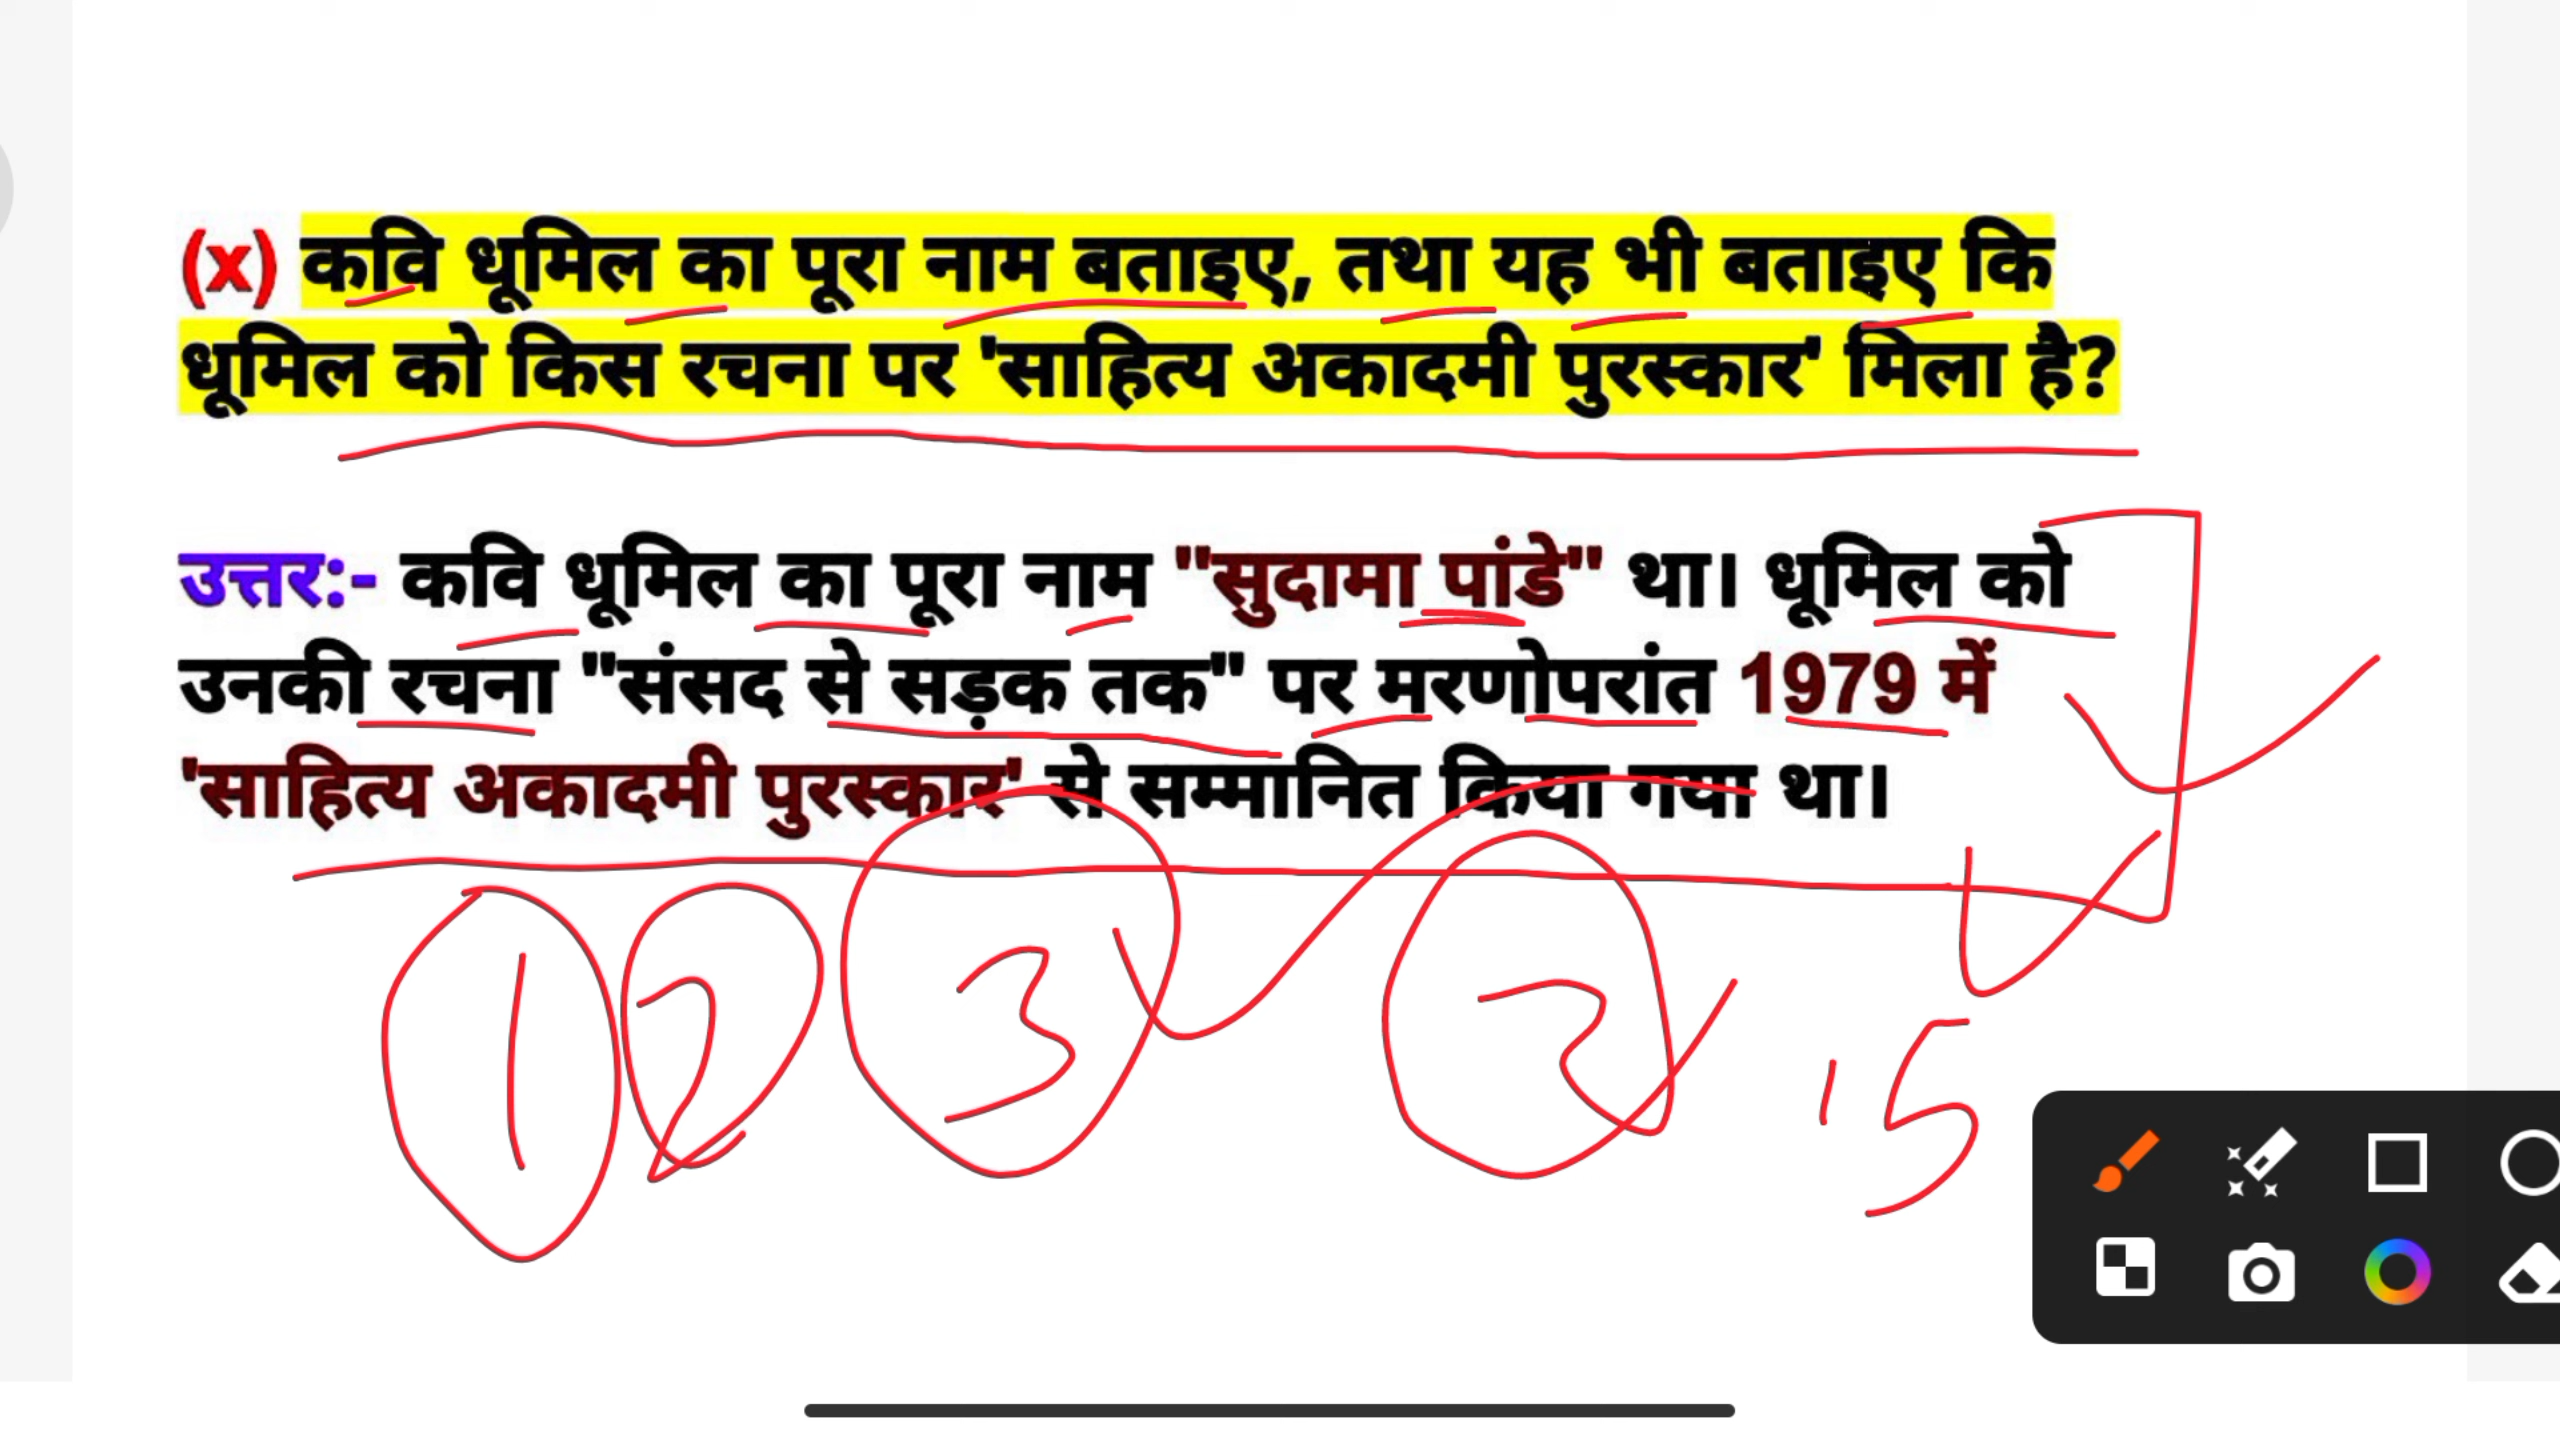 (x) कवि धूमिल का पूरा नाम बताइए, तथा यह भी बताइए कि
धूमिल को किस रचना पर 'साहित्य अकादमी पुरस्कार' मिला है?
उत्तर:- कवि धूमिल का पूरा नाम "सुदामा पांडे" था। धूमिल को
उनकी रचना "संसद से सड़क तक" पर मरणोपरांत 1979 में
'साहित्य अकादमी पुरस्कार' से सम्मानित किया गया था।
1 2 3 2 .5